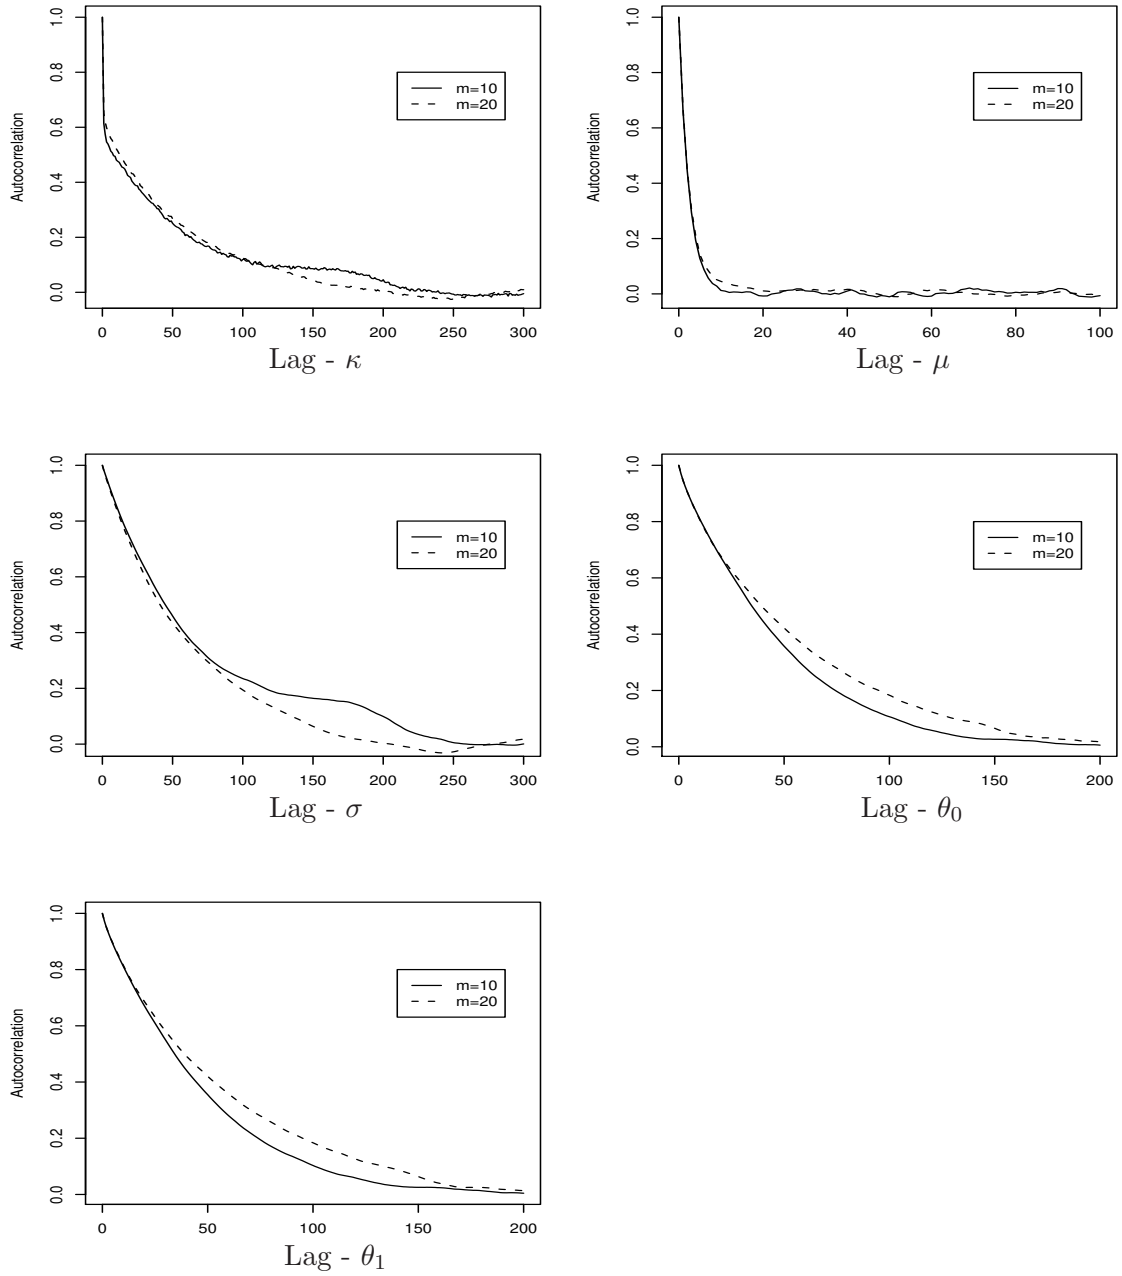 Autocorrelation
0.0 0.2 0.4 0.6 0.8 1.0
m=10
m=20
0 50 100 150 200 250 300
Lag - κ
Autocorrelation
0.0 0.2 0.4 0.6 0.8 1.0
m=10
m=20
0 20 40 60 80 100
Lag - μ
Autocorrelation
0.0 0.2 0.4 0.6 0.8 1.0
m=10
m=20
0 50 100 150 200 250 300
Lag - σ
Autocorrelation
0.0 0.2 0.4 0.6 0.8 1.0
m=10
m=20
0 50 100 150 200
Lag - θ₀
Autocorrelation
0.0 0.2 0.4 0.6 0.8 1.0
m=10
m=20
0 50 100 150 200
Lag - θ₁